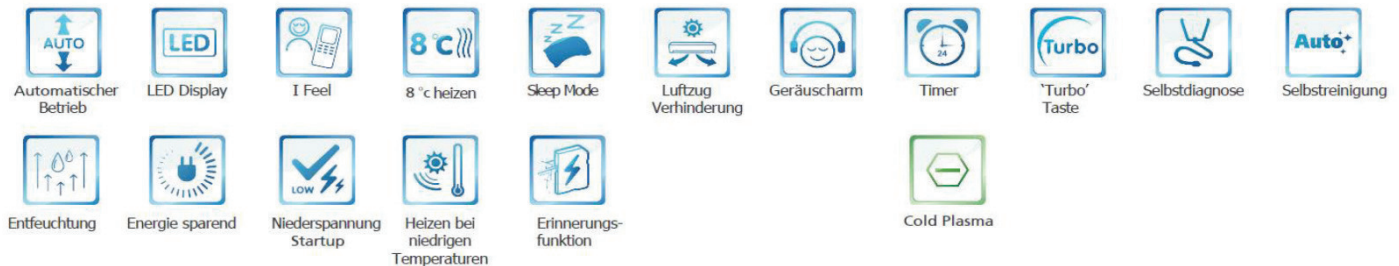 AUTO
Automatischer
Betrieb
LED
LED Display
I Feel
8 °C
8 °c heizen
z Z Z
Sleep Mode
Luftzug
Verhinderung
Geräuscharm
24
Timer
Turbo
'Turbo'
Taste
Selbstdiagnose
Auto
Selbstreinigung
Entfeuchtung
Energie sparend
LOW
Niederspannung
Startup
Heizen bei
niedrigen
Temperaturen
Erinnerungs-
funktion
Cold Plasma